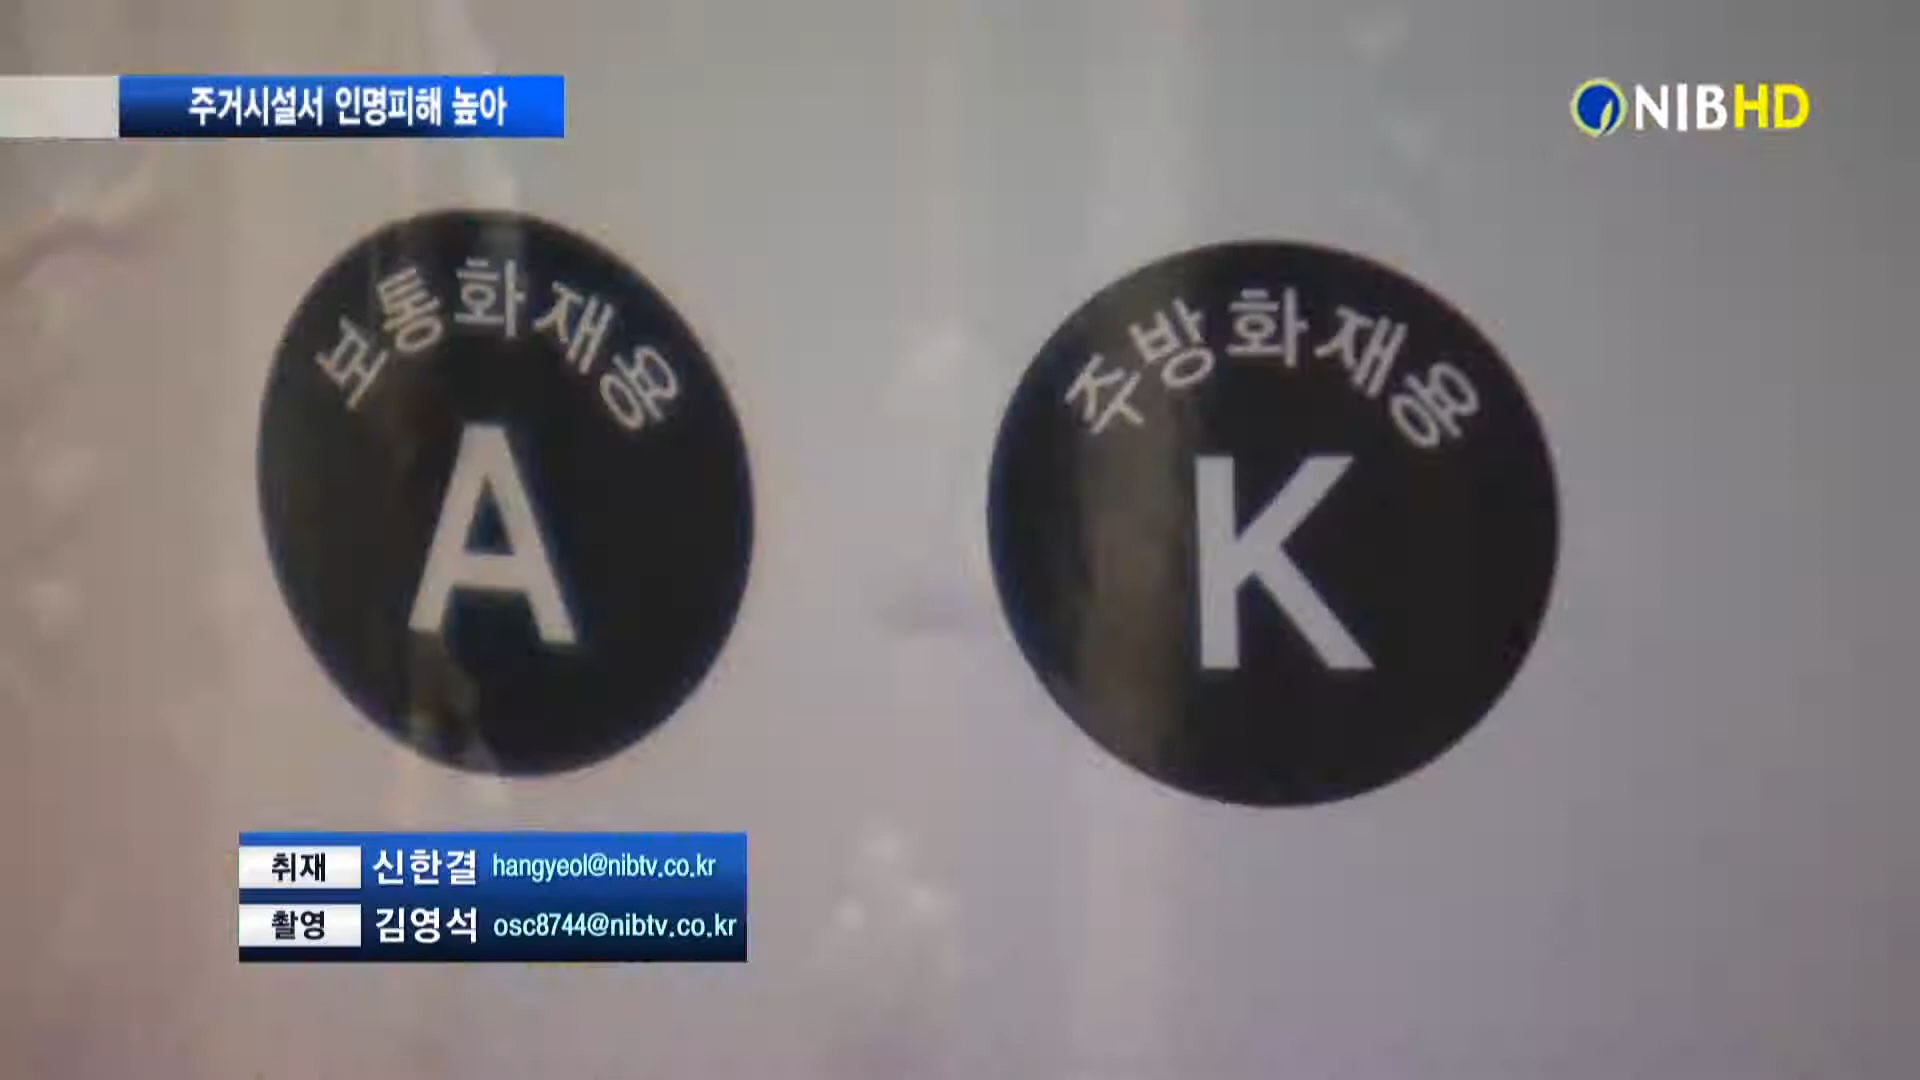 주거시설서 인명피해 높아
NIBHD
보통화재용
A
주방화재용
K
취재 신한결 hangyeol@nibtv.co.kr
촬영 김영석 osc8744@nibtv.co.kr